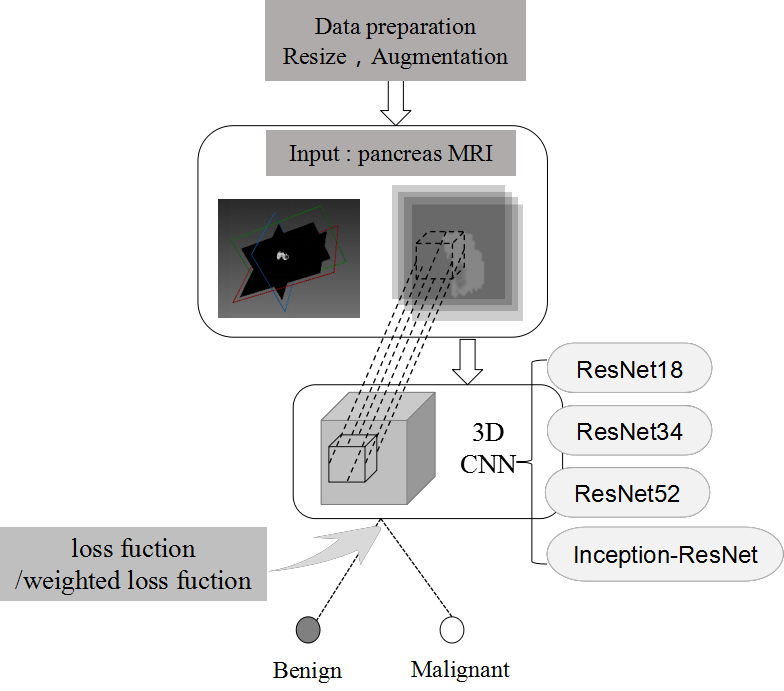 Data preparation
Resize，Augmentation
Input : pancreas MRI
3D
CNN
ResNet18
ResNet34
ResNet52
Inception-ResNet
loss fuction
/weighted loss fuction
Benign
Malignant